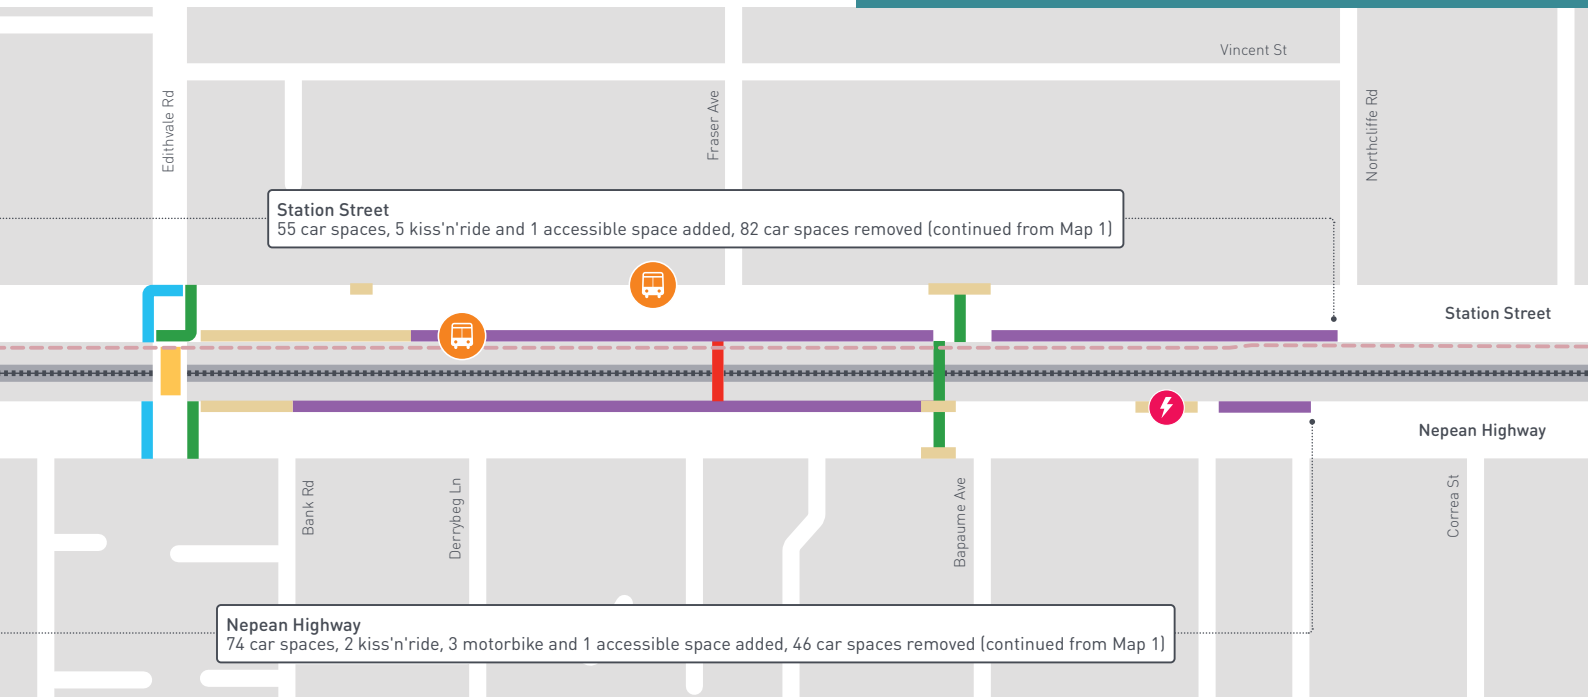 Vincent St
Edithvale Rd
Fraser Ave
Northcliffe Rd
Station Street
55 car spaces, 5 kiss'n'ride and 1 accessible space added, 82 car spaces removed (continued from Map 1)
Station Street
Nepean Highway
Bank Rd
Derrybeg Ln
Bapaume Ave
Correa St
Nepean Highway
74 car spaces, 2 kiss'n'ride, 3 motorbike and 1 accessible space added, 46 car spaces removed (continued from Map 1)